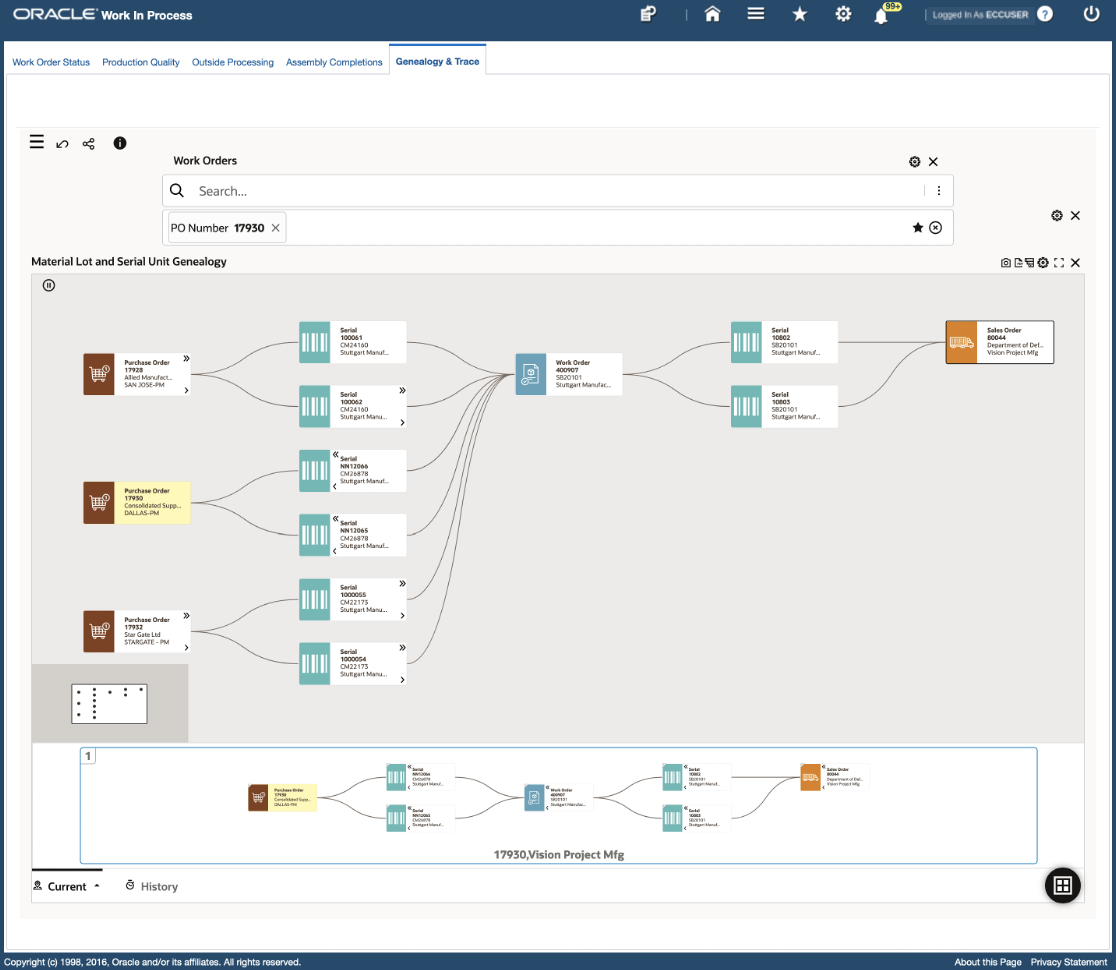 ORACLE Work In Process
99+
Logged In As ECCUSER
?
Work Order Status
Production Quality
Outside Processing
Assembly Completions
Genealogy & Trace
Work Orders
Search...
PO Number 17930
Material Lot and Serial Unit Genealogy
Purchase Order
17928
Allied Manufact...
SAN JOSE-PM
Purchase Order
17930
Consolidated Supp...
DALLAS-PM
Purchase Order
17932
Star Gate Ltd
STARGATE - PM
Serial
100061
CM24160
Stuttgart Manuf...
Serial
100062
CM24160
Stuttgart Manu...
Serial
NN12066
CM26878
Stuttgart Manuf...
Serial
NN12065
CM26878
Stuttgart Manuf...
Serial
1000055
CM22173
Stuttgart Manu...
Serial
1000054
CM22173
Stuttgart Manu...
Work Order
400907
SB20101
Stuttgart Manufac...
Serial
10802
SB20101
Stuttgart Manuf...
Serial
10803
SB20101
Stuttgart Manuf...
Sales Order
80044
Department of Def...
Vision Project Mfg
1
Purchase Order
17930
Consolidated Supp...
DALLAS-PM
Serial
NN12066
CM26878
Stuttgart Manuf...
Serial
NN12065
CM26878
Stuttgart Manuf...
Work Order
400907
SB20101
Stuttgart Manufac...
Serial
10802
SB20101
Stuttgart Manuf...
Serial
10803
SB20101
Stuttgart Manuf...
Sales Order
80044
Department of Def...
Vision Project Mfg
17930,Vision Project Mfg
Current
History
Copyright (c) 1998, 2016, Oracle and/or its affiliates. All rights reserved.
About this Page
Privacy Statement